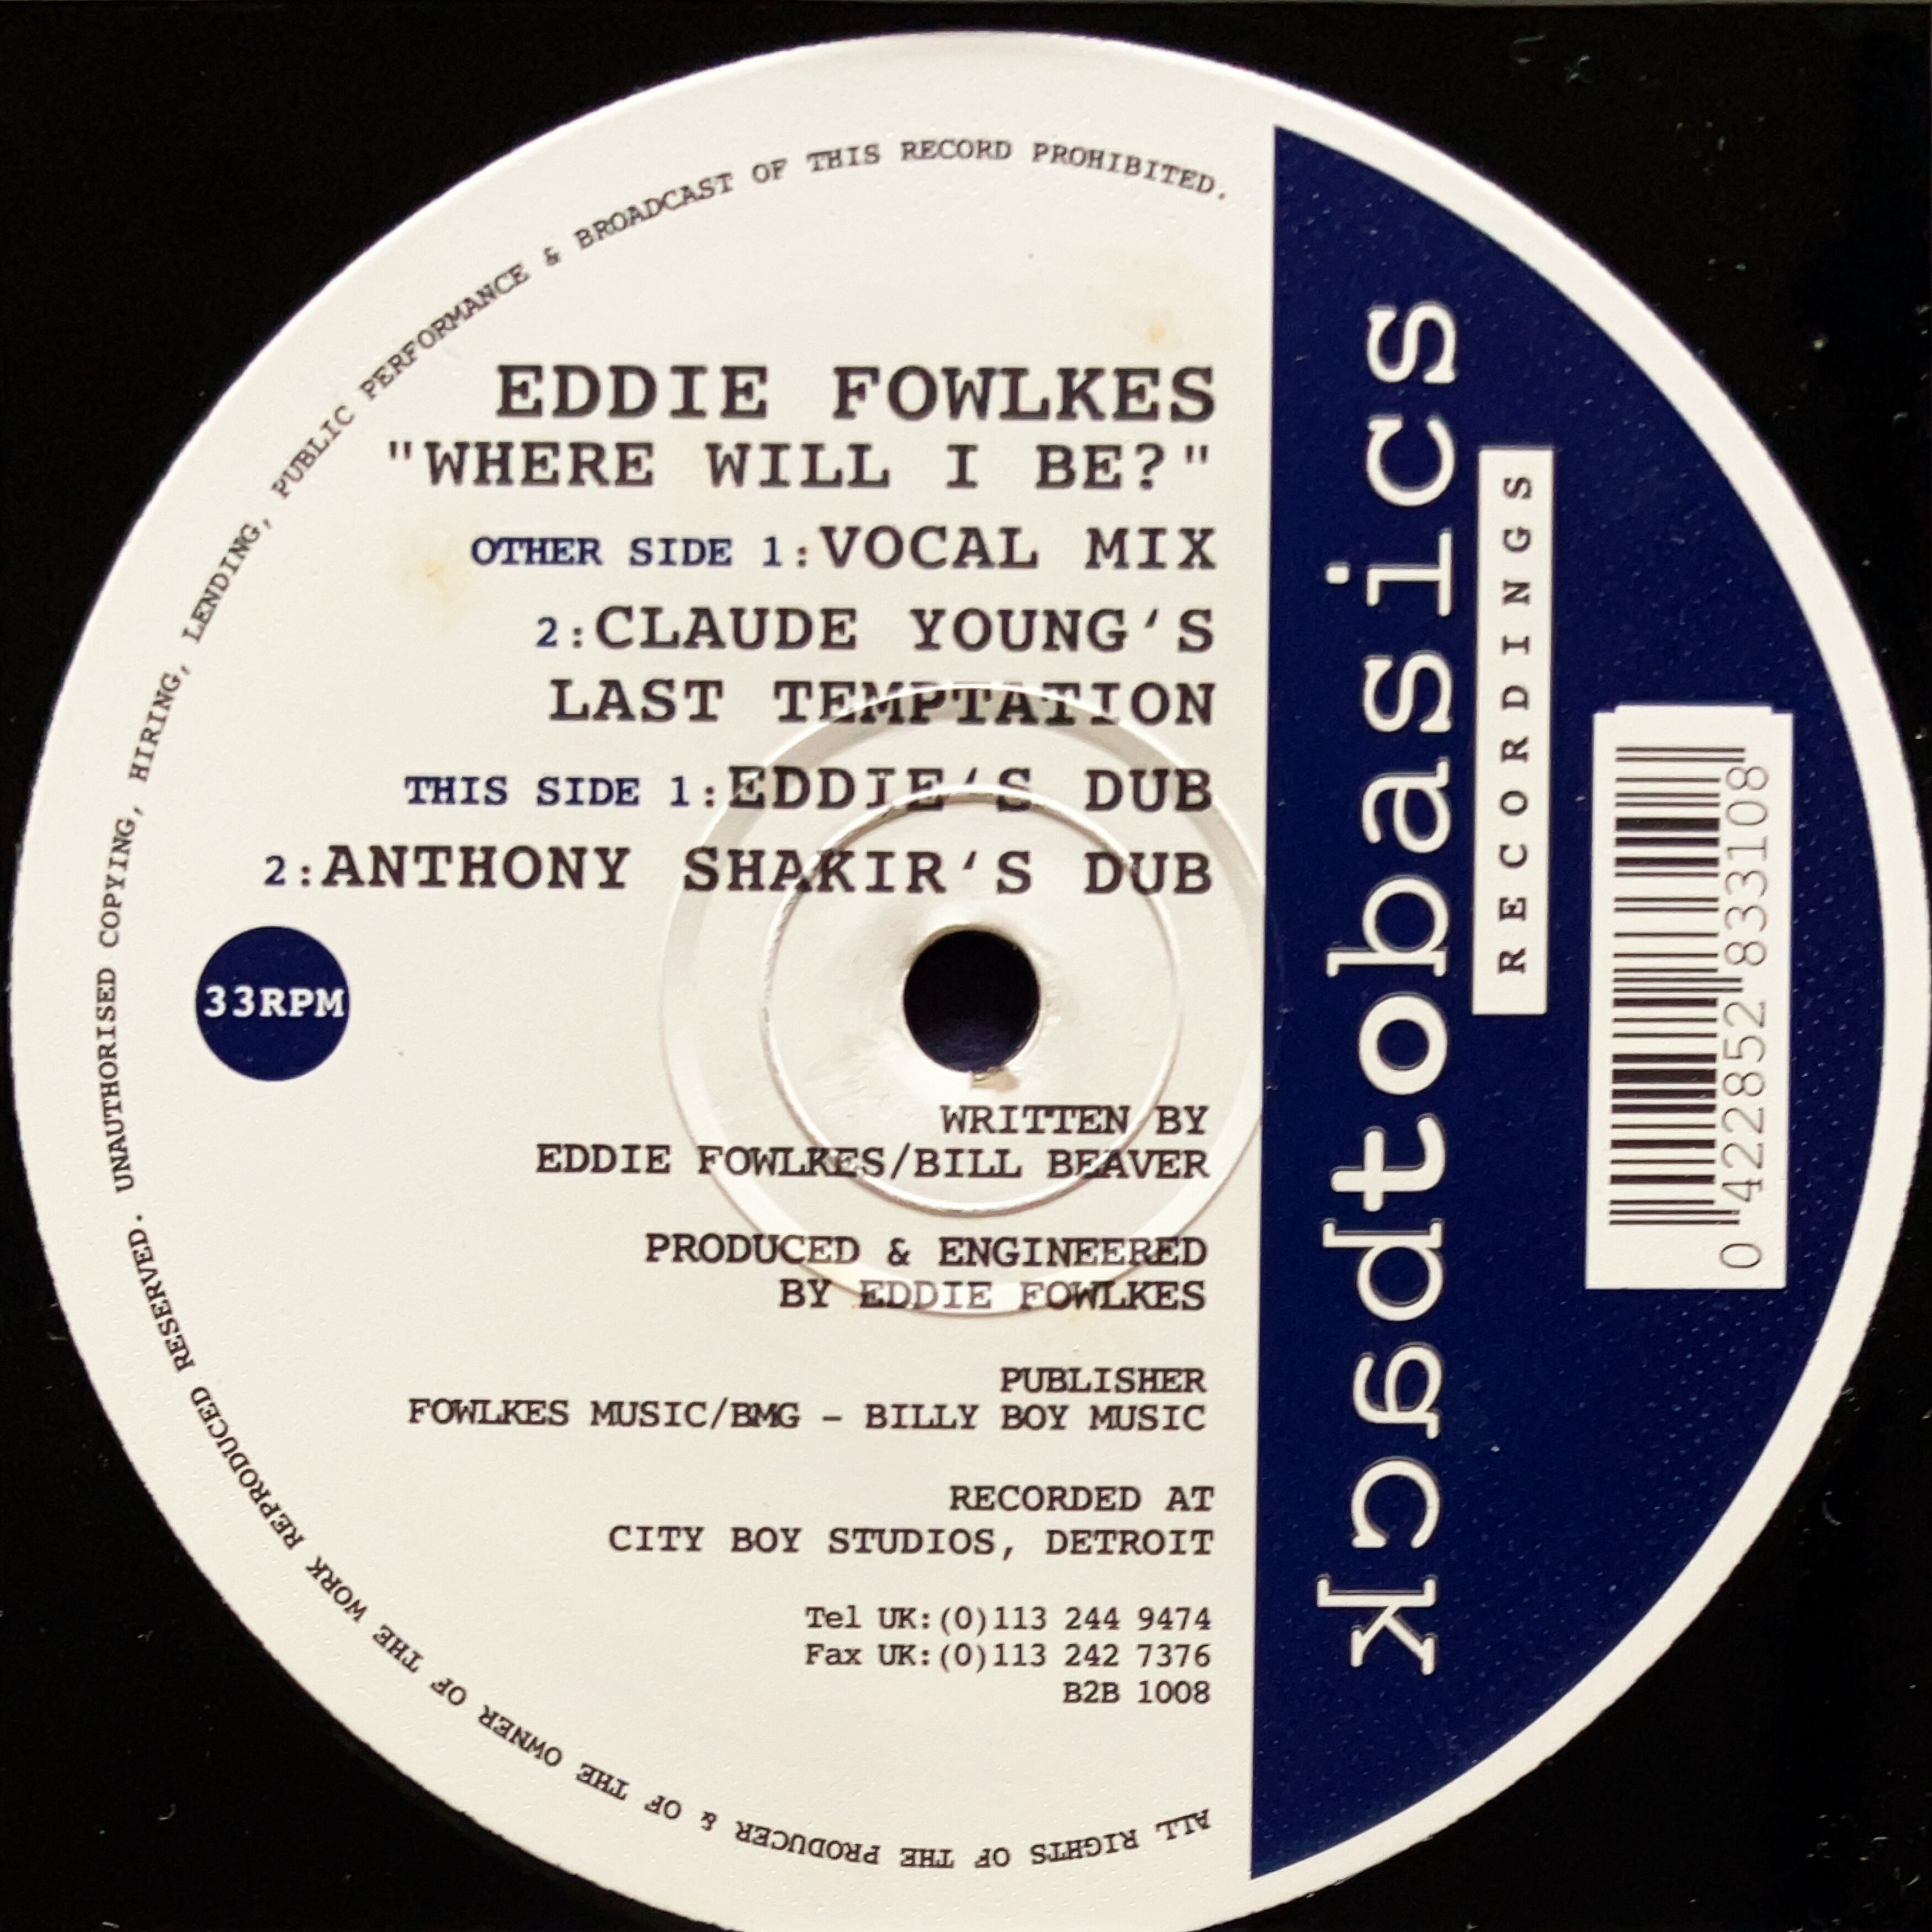 ALL RIGHTS OF THE PRODUCER & OF THE OWNER OF THE WORK REPRODUCED RESERVED. UNAUTHORISED COPYING, HIRING, LENDING, PUBLIC PERFORMANCE & BROADCAST OF THIS RECORD PROHIBITED.
EDDIE FOWLKES
"WHERE WILL I BE?"
OTHER SIDE 1:VOCAL MIX
2:CLAUDE YOUNG‘S
LAST TEMPTATION
THIS SIDE 1:EDDIE‘S DUB
2:ANTHONY SHAKIR‘S DUB
33RPM
WRITTEN BY
EDDIE FOWLKES/BILL BEAVER
PRODUCED & ENGINEERED
BY EDDIE FOWLKES
PUBLISHER
FOWLKES MUSIC/BMG – BILLY BOY MUSIC
RECORDED AT
CITY BOY STUDIOS, DETROIT
Tel UK:(0)113 244 9474
Fax UK:(0)113 242 7376
B2B 1008
backtobasics
RECORDINGS
0 422852 833108